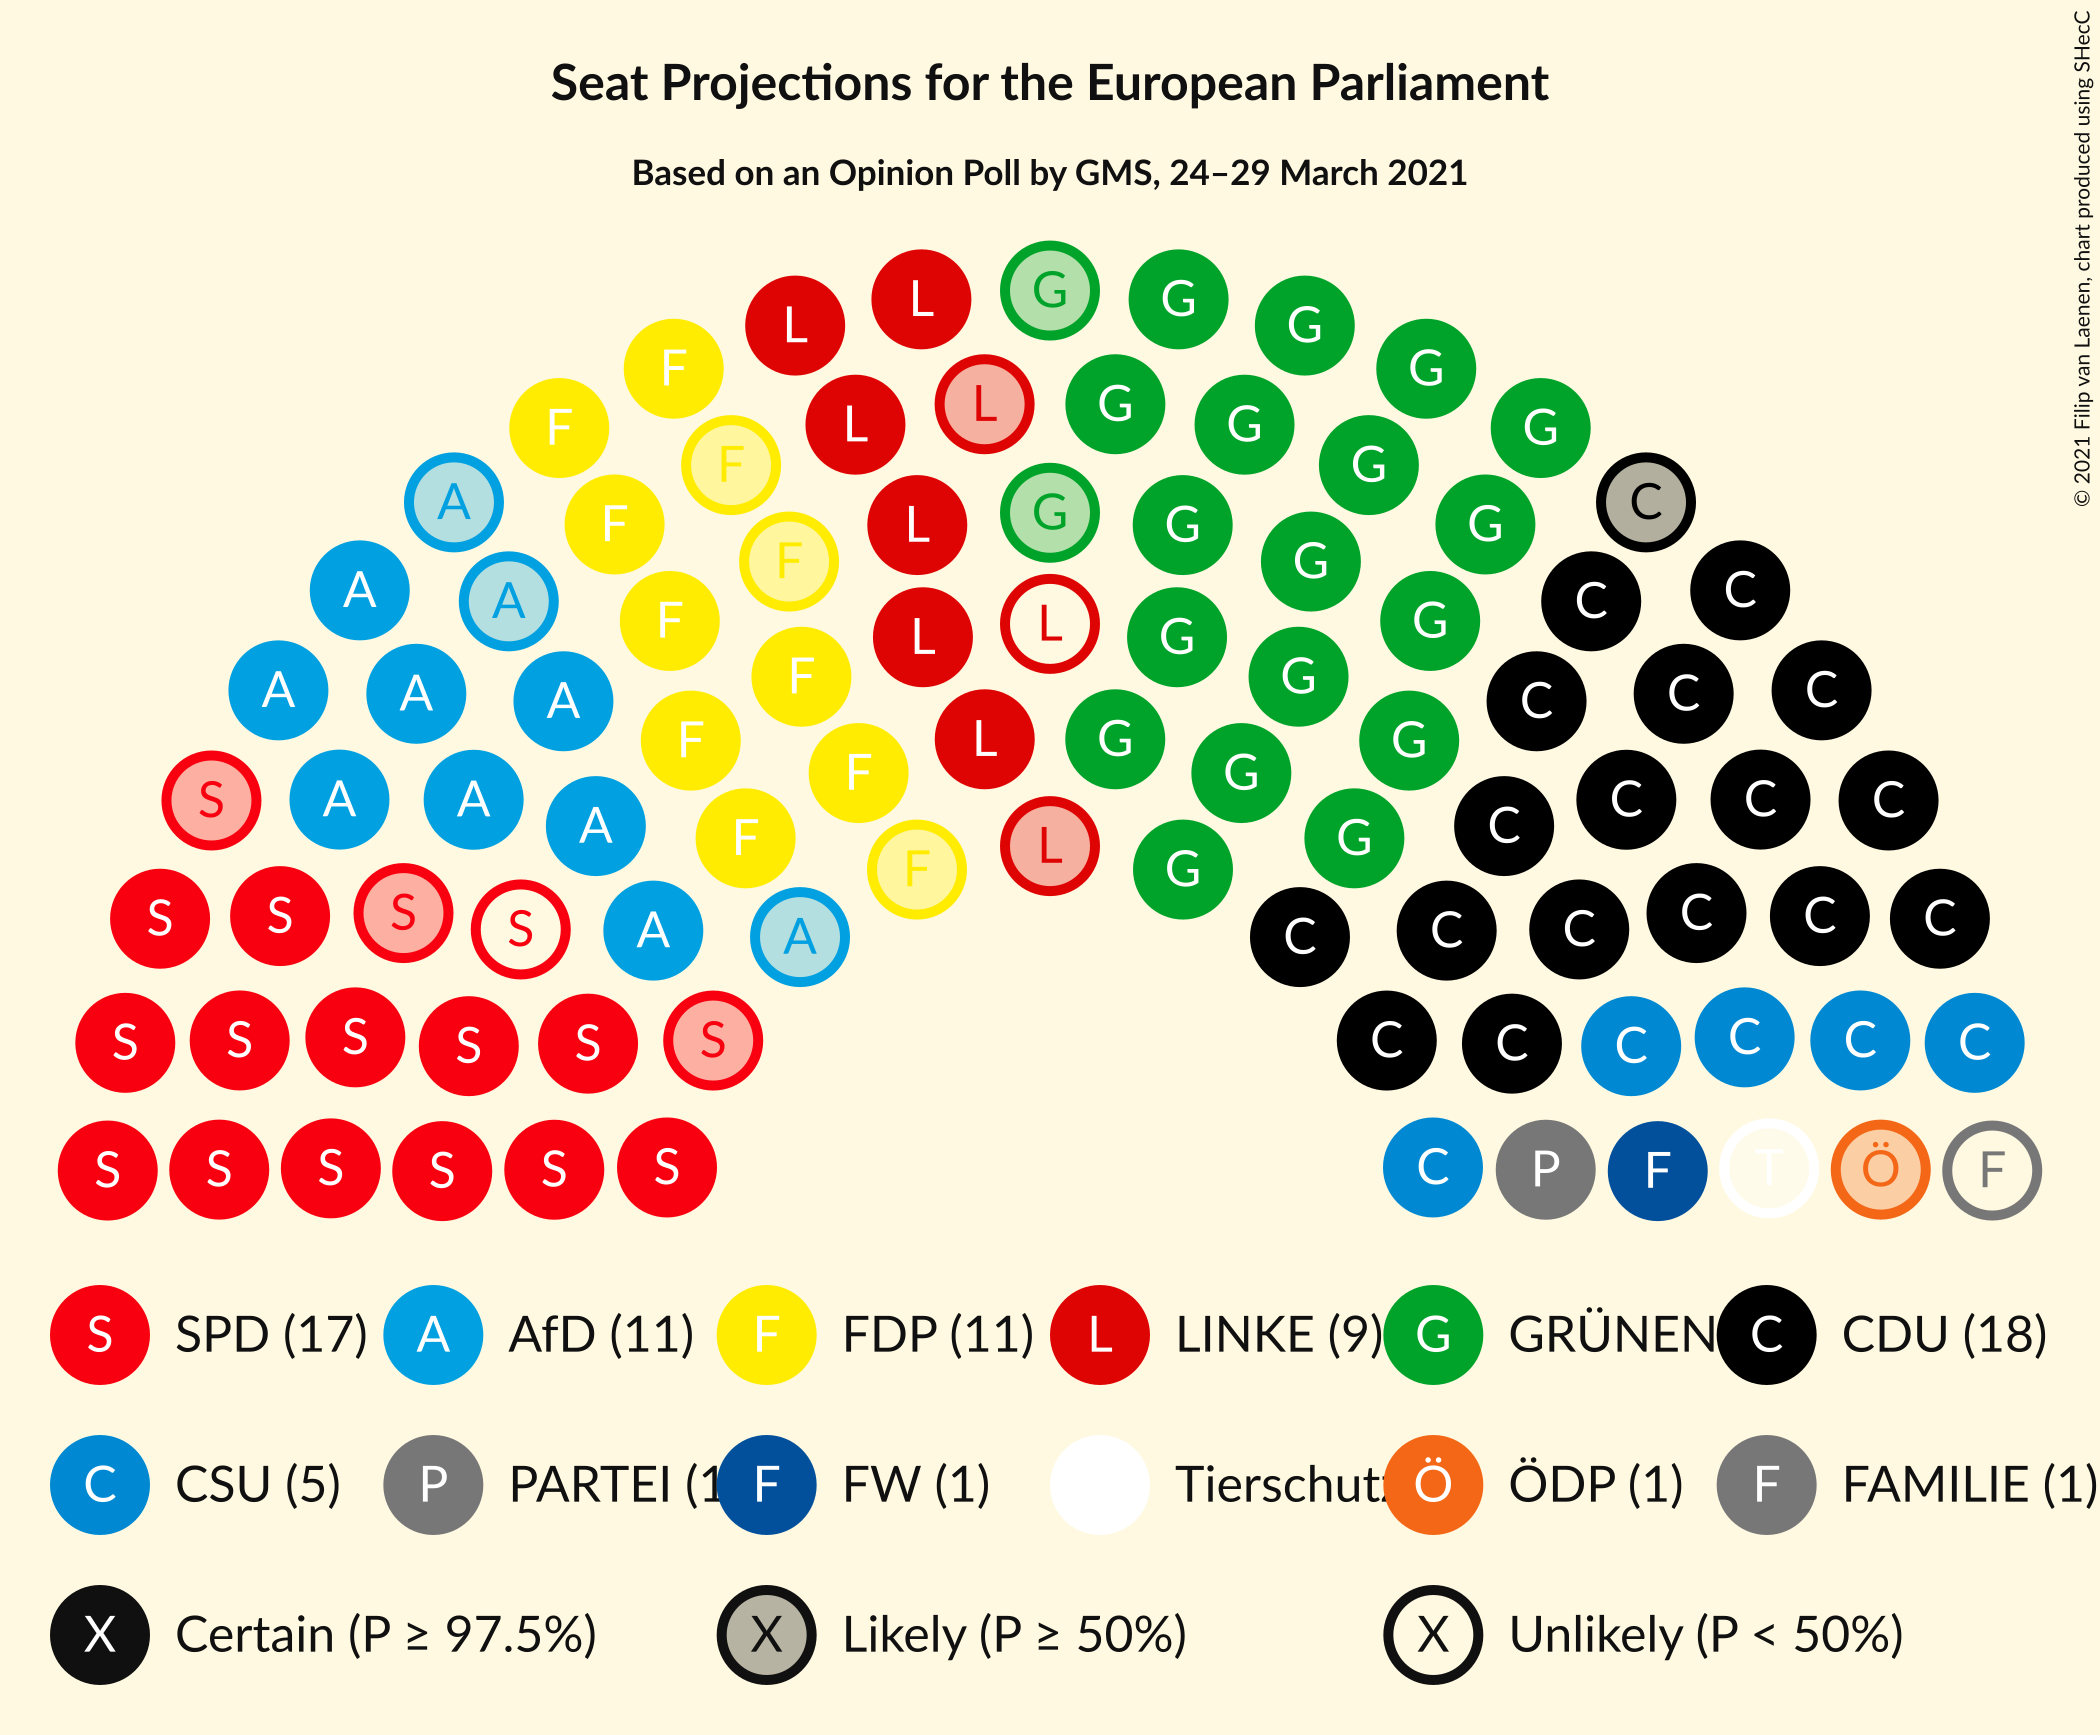 Seat Projections for the European Parliament
Based on an Opinion Poll by GMS, 24–29 March 2021
© 2021 Filip van Laenen, chart produced using SHecC
G
L G
L G
F G
L G
F L G G
F G
A C
F L G G
F G
A C C
F G
A L L G
A A A F F G C C C
A F L G G
S A A A F F G C C C C
F L G
S S S S A A F G C C C C C C C
S S S S S S C C C C C C
S S S S S S C P F T Ö F
S SPD (17) A AfD (11) F FDP (11) L LINKE (9) G GRÜNEN C CDU (18)
C CSU (5) P PARTEI (1 F FW (1) Tierschutz Ö ÖDP (1) F FAMILIE (1)
X Certain (P ≥ 97.5%) X Likely (P ≥ 50%) X Unlikely (P < 50%)